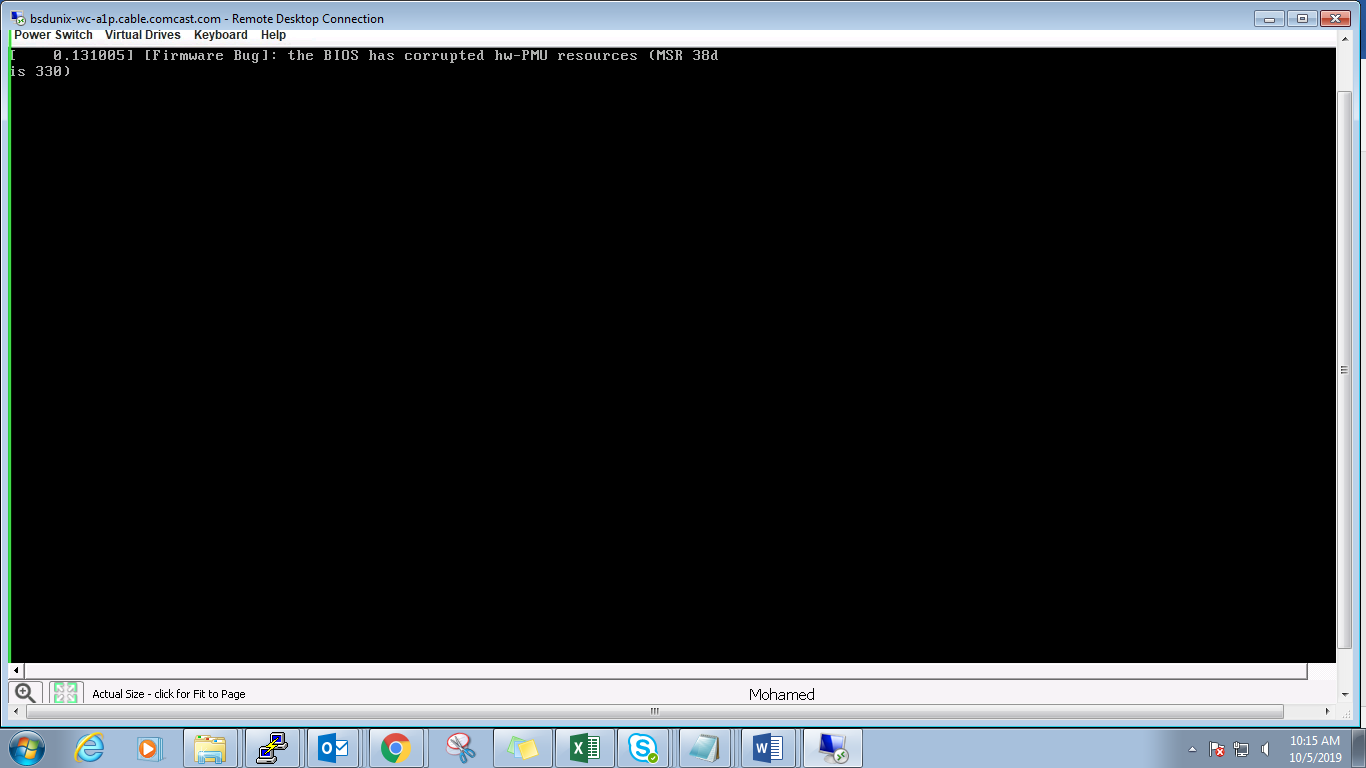 bsdunix-wc-a1p.cable.comcast.com - Remote Desktop Connection
Power Switch Virtual Drives Keyboard Help
[    0.131005] [Firmware Bug]: the BIOS has corrupted hw-PMU resources (MSR 38d
is 330)
Actual Size - click for Fit to Page
Mohamed
10:15 AM
10/5/2019